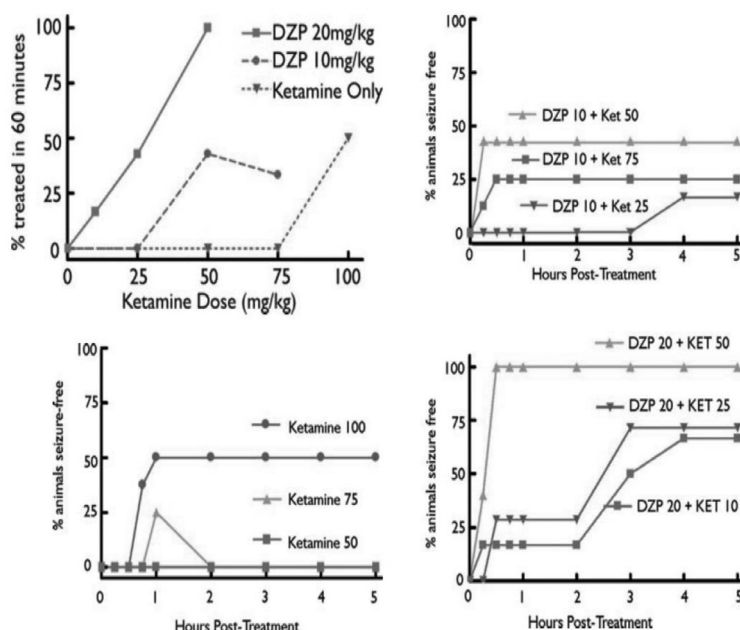 % treated in 60 minutes
100
75
50
25
0
DZP 20mg/kg
DZP 10mg/kg
Ketamine Only
0 25 50 75 100
Ketamine Dose (mg/kg)
% animals seizure free
100
75
50
25
0
DZP 10 + Ket 50
DZP 10 + Ket 75
DZP 10 + Ket 25
0 1 2 3 4 5
Hours Post-Treatment
% animals seizure-free
100
75
50
25
0
Ketamine 100
Ketamine 75
Ketamine 50
0 1 2 3 4 5
Hours Post-Treatment
% animals seizure free
100
75
50
25
0
DZP 20 + KET 50
DZP 20 + KET 25
DZP 20 + KET 10
0 1 2 3 4 5
Hours Post-Treatment